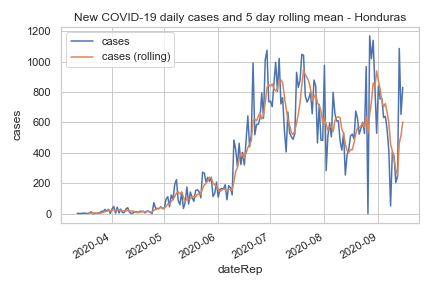 New COVID-19 daily cases and 5 day rolling mean - Honduras
cases
cases (rolling)
1200
1000
800
600
400
200
0
cases
2020-04
2020-05
2020-06
2020-07
2020-08
2020-09
dateRep